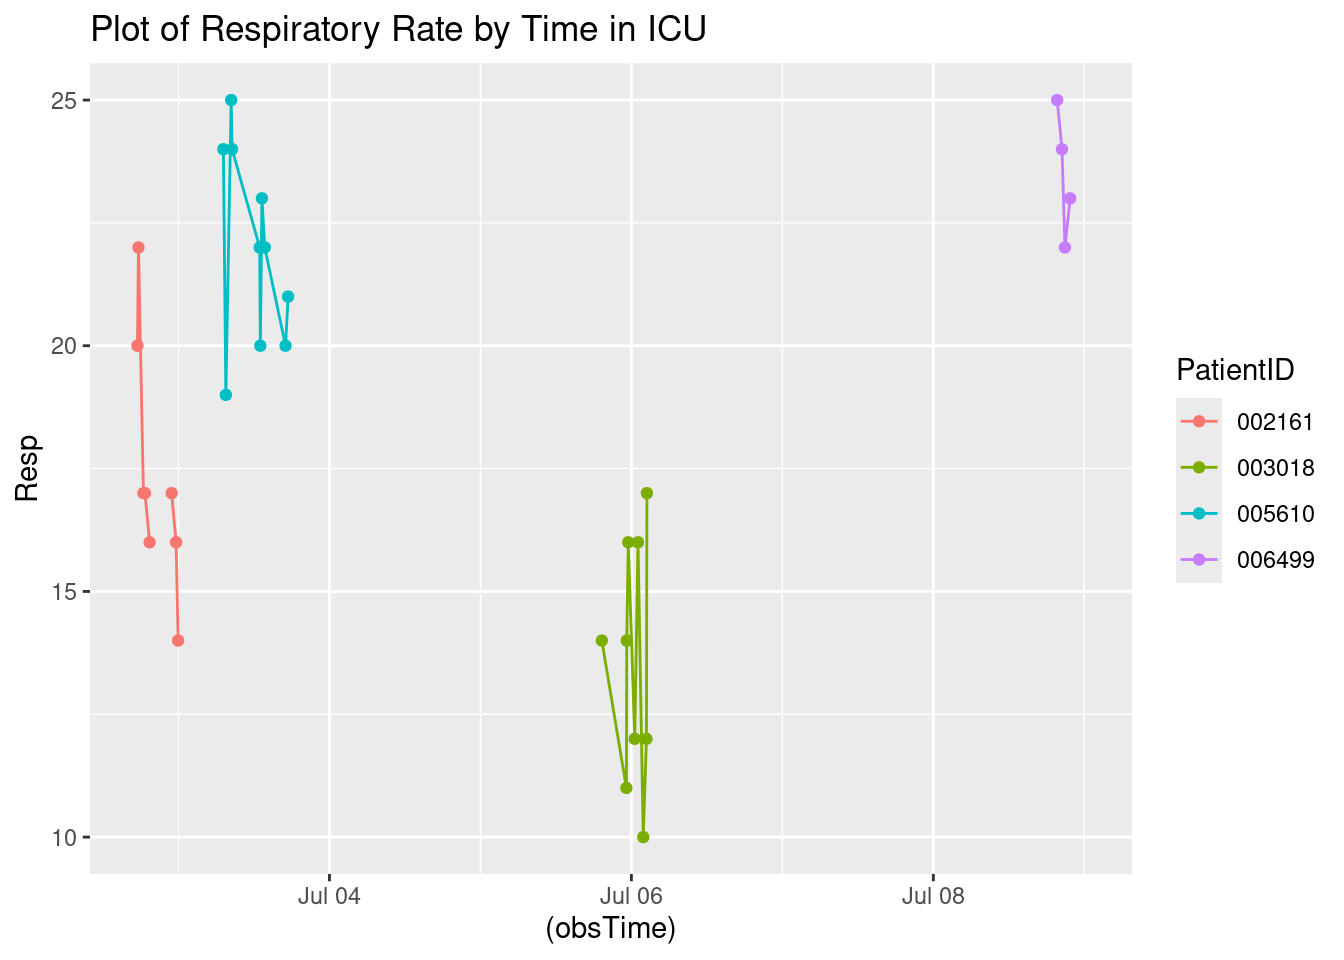 Plot of Respiratory Rate by Time in ICU
25
20
15
10
Resp
Jul 04
Jul 06
Jul 08
(obsTime)
PatientID
002161
003018
005610
006499